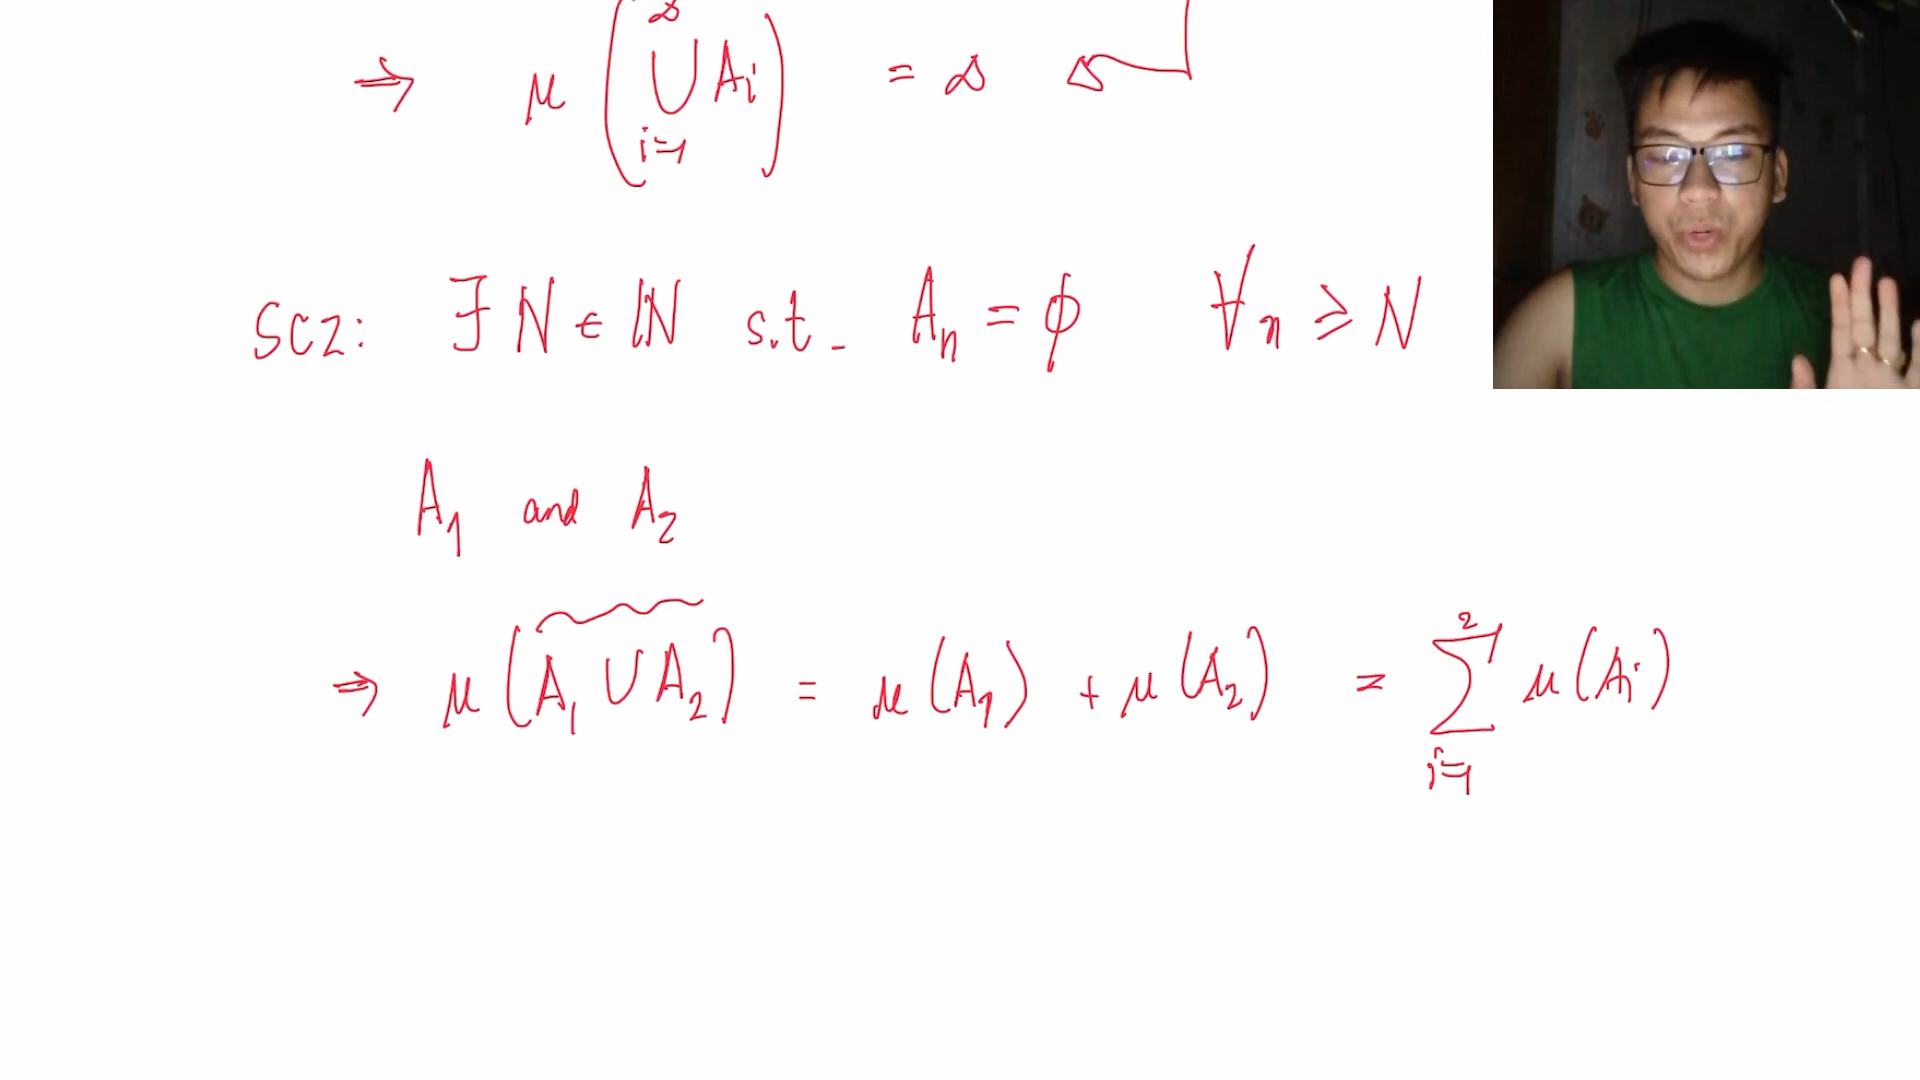 ⇒ μ ( ∞ ⋃ i=1 Ai ) = ∞
SC2: ∃ N ∈ ℕ s.t. An = ϕ ∀n ⩾ N
A1 and A2
⇒ μ (A1 ∪ A2) = μ (A1) + μ (A2) = 2 ∑ i=1 μ (Ai)